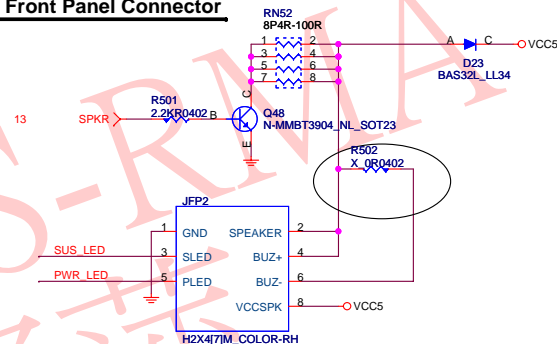 Front Panel Connector
RN52
8P4R-100R
1 2
3 4
5 6
7 8
A C VCC5
D23
BAS32L_LL34
R501
2.2KR0402
13 SPKR B C E
Q48
N-MMBT3904_NL_SOT23
R502
X_0R0402
JFP2
1 GND SPEAKER 2
SUS_LED 3 SLED BUZ+ 4
PWR_LED 5 PLED BUZ- 6
VCCSPK 8 VCC5
H2X4[7]M_COLOR-RH
S-RMA